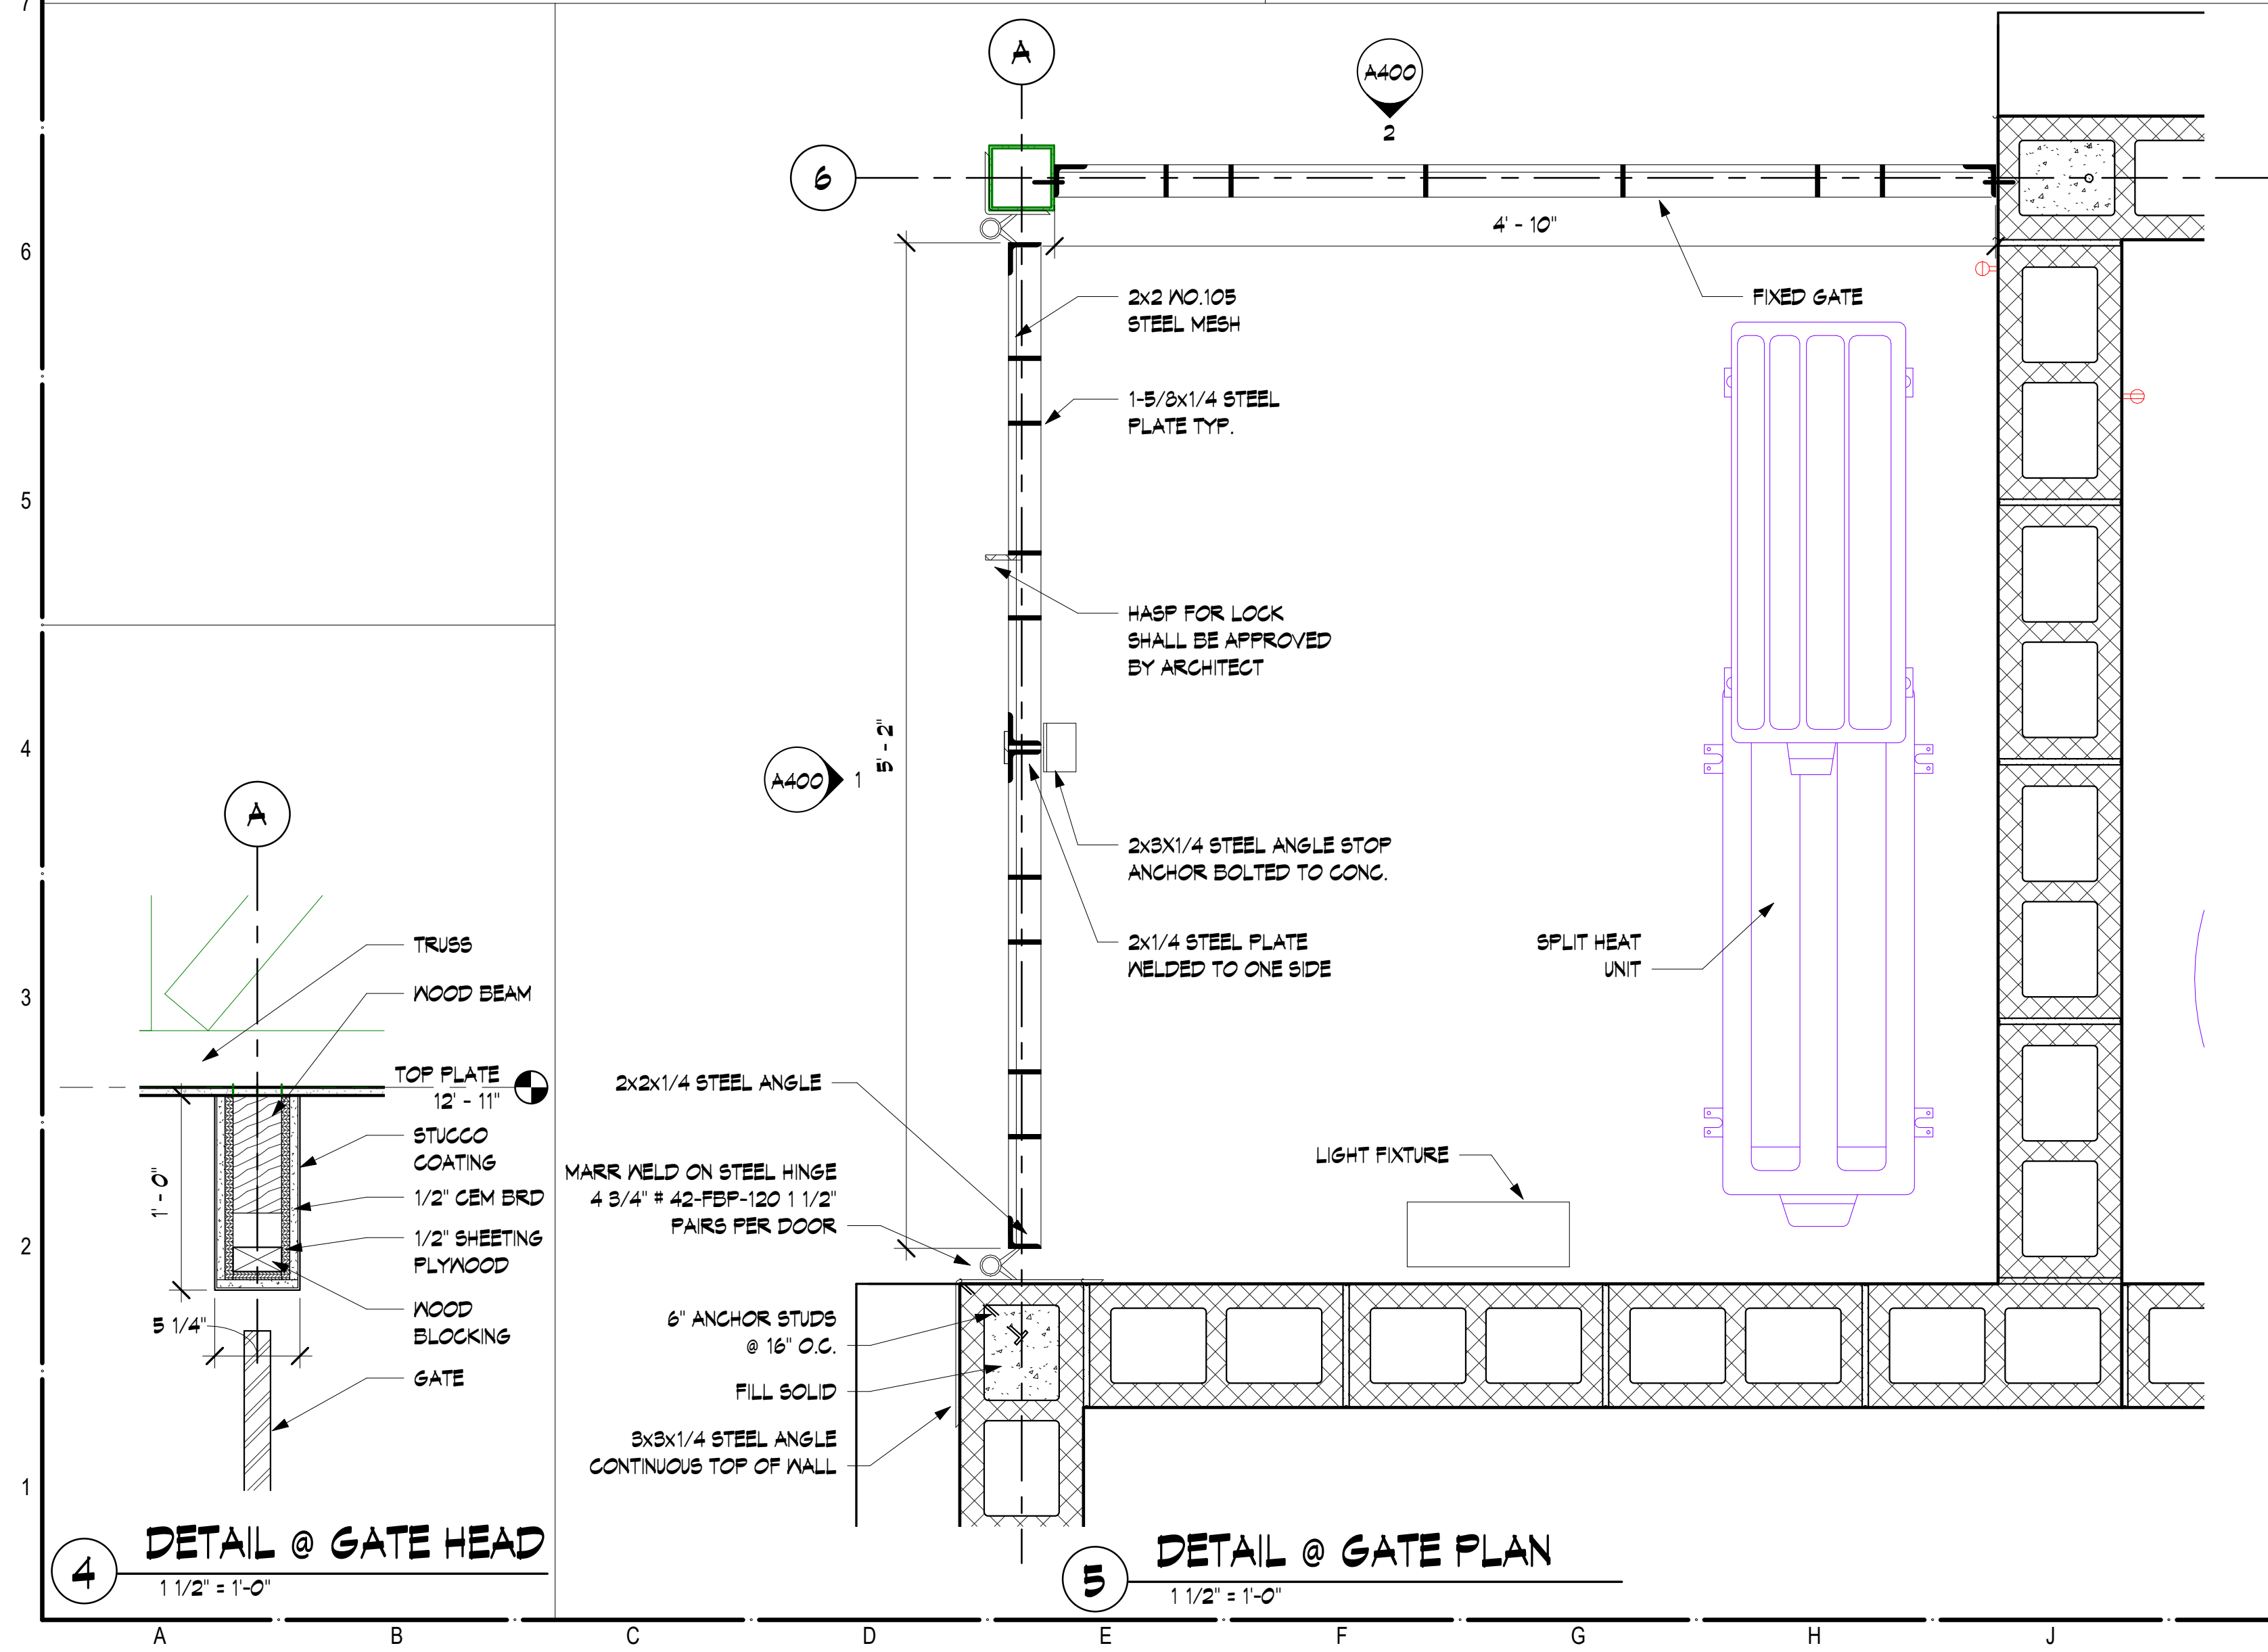 7
6
5
4
3
2
1
A
TRUSS
WOOD BEAM
TOP PLATE
12' - 11"
STUCCO
COATING
1/2" CEM BRD
1/2" SHEETING
PLYWOOD
WOOD
BLOCKING
GATE
1' - 0"
5 1/4"
4
DETAIL @ GATE HEAD
1 1/2" = 1'-0"
A
6
A400
2
4' - 10"
FIXED GATE
2x2 WO.105
STEEL MESH
1-5/8x1/4 STEEL
PLATE TYP.
HASP FOR LOCK
SHALL BE APPROVED
BY ARCHITECT
5' - 2"
A400
1
2x3X1/4 STEEL ANGLE STOP
ANCHOR BOLTED TO CONC.
2x1/4 STEEL PLATE
WELDED TO ONE SIDE
SPLIT HEAT
UNIT
2x2x1/4 STEEL ANGLE
LIGHT FIXTURE
MARR WELD ON STEEL HINGE
4 3/4" # 42-FBP-120 1 1/2"
PAIRS PER DOOR
6" ANCHOR STUDS
@ 16" O.C.
FILL SOLID
3x3x1/4 STEEL ANGLE
CONTINUOUS TOP OF WALL
5
DETAIL @ GATE PLAN
1 1/2" = 1'-0"
A
B
C
D
E
F
G
H
J